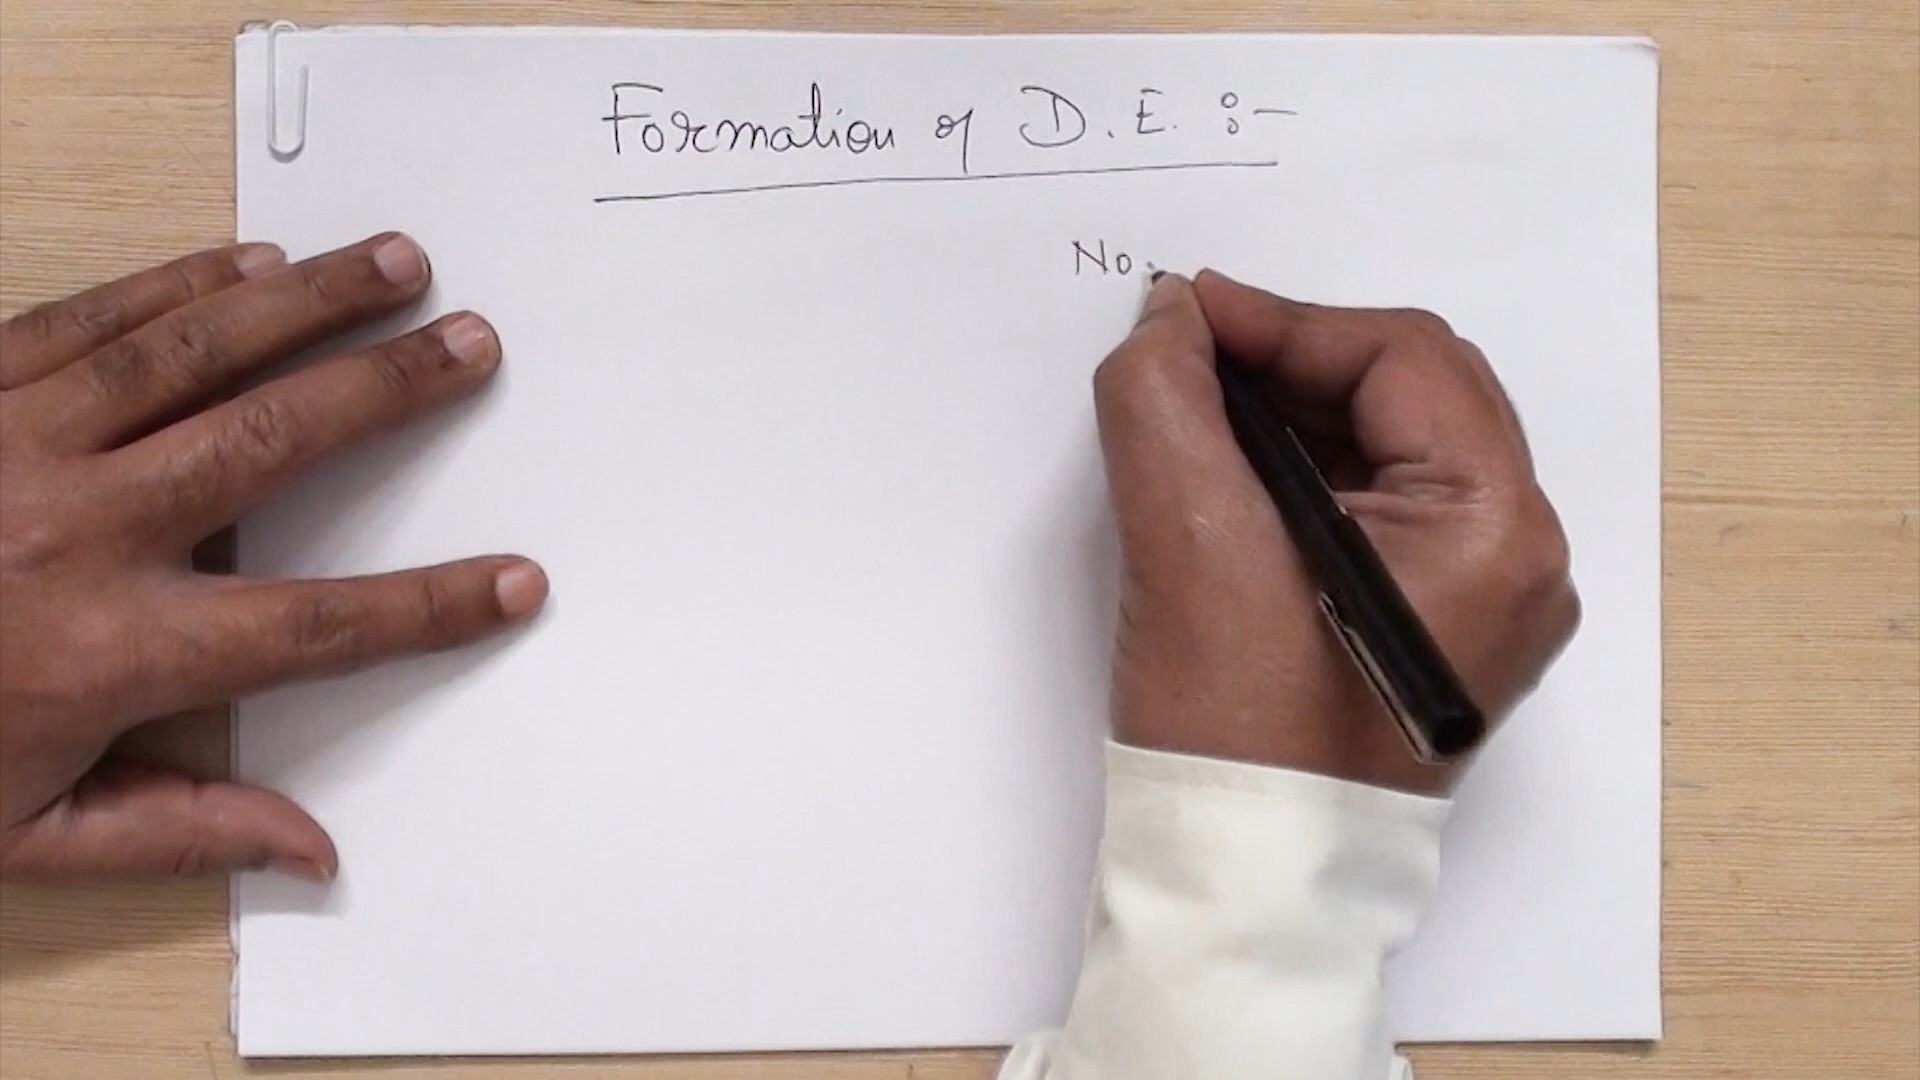 Formation of D.E. :-
No.